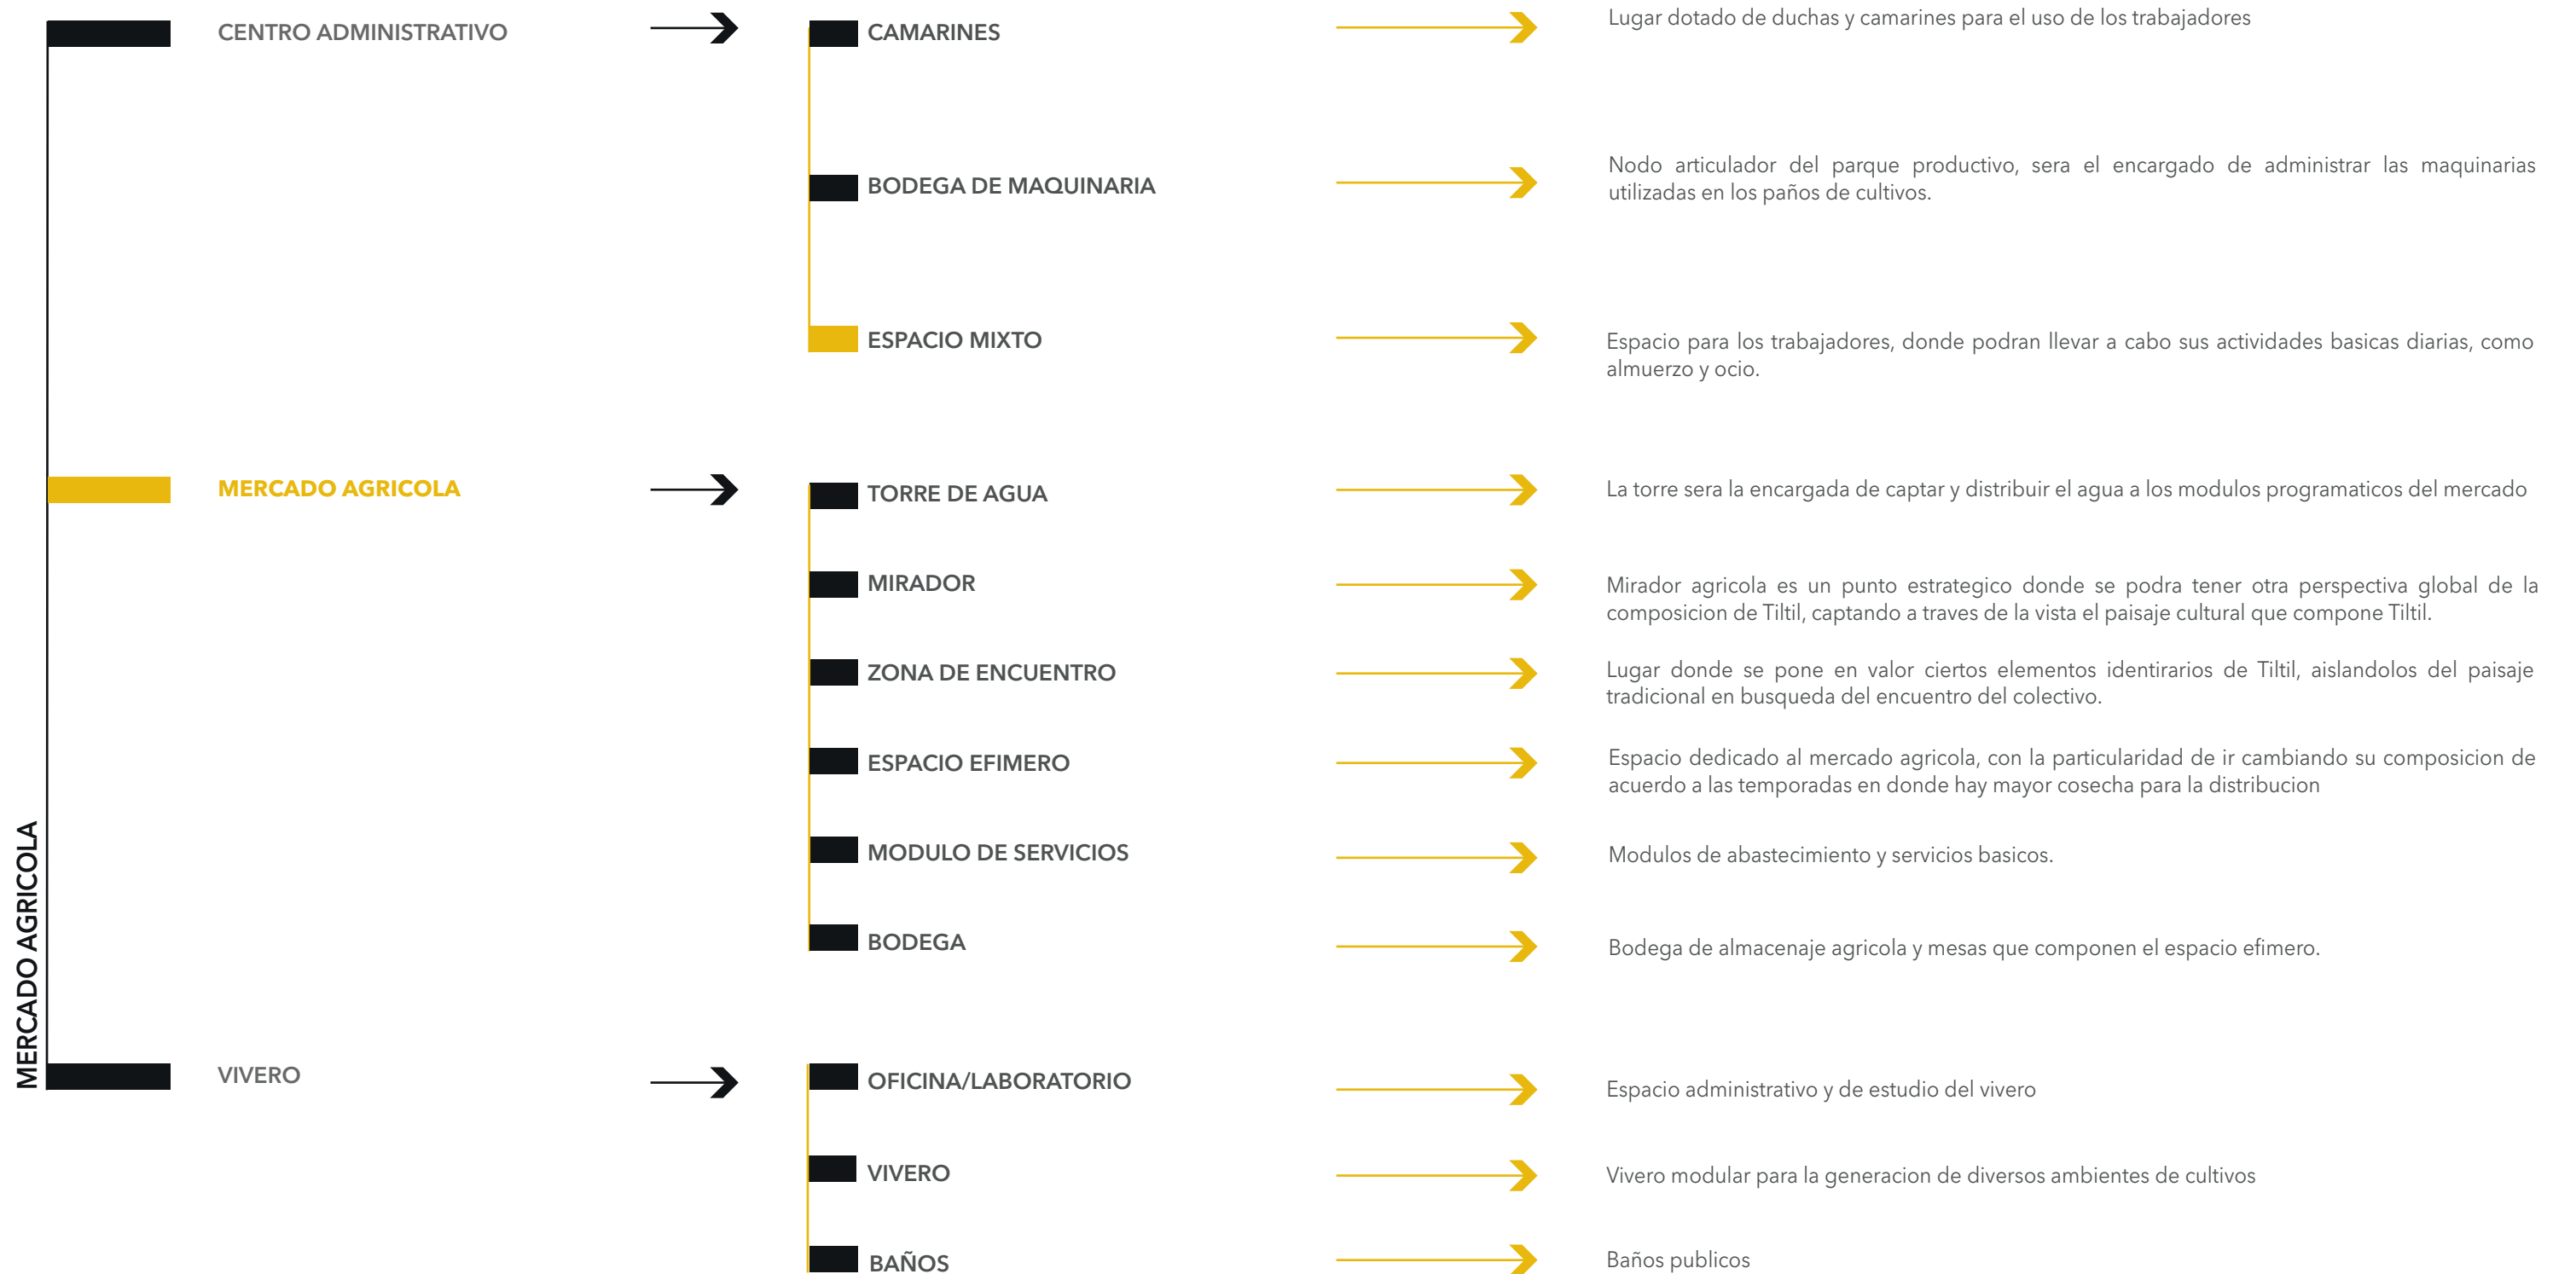 CENTRO ADMINISTRATIVO
CAMARINES
Lugar dotado de duchas y camarines para el uso de los trabajadores
BODEGA DE MAQUINARIA
Nodo articulador del parque productivo, sera el encargado de administrar las maquinarias
utilizadas en los paños de cultivos.
ESPACIO MIXTO
Espacio para los trabajadores, donde podran llevar a cabo sus actividades basicas diarias, como
almuerzo y ocio.
MERCADO AGRICOLA
TORRE DE AGUA
La torre sera la encargada de captar y distribuir el agua a los modulos programaticos del mercado
MIRADOR
Mirador agricola es un punto estrategico donde se podra tener otra perspectiva global de la
composicion de Tiltil, captando a traves de la vista el paisaje cultural que compone Tiltil.
ZONA DE ENCUENTRO
Lugar donde se pone en valor ciertos elementos identirarios de Tiltil, aislandolos del paisaje
tradicional en busqueda del encuentro del colectivo.
ESPACIO EFIMERO
Espacio dedicado al mercado agricola, con la particularidad de ir cambiando su composicion de
acuerdo a las temporadas en donde hay mayor cosecha para la distribucion
MODULO DE SERVICIOS
Modulos de abastecimiento y servicios basicos.
BODEGA
Bodega de almacenaje agricola y mesas que componen el espacio efimero.
MERCADO AGRICOLA
VIVERO
OFICINA/LABORATORIO
Espacio administrativo y de estudio del vivero
VIVERO
Vivero modular para la generacion de diversos ambientes de cultivos
BAÑOS
Baños publicos